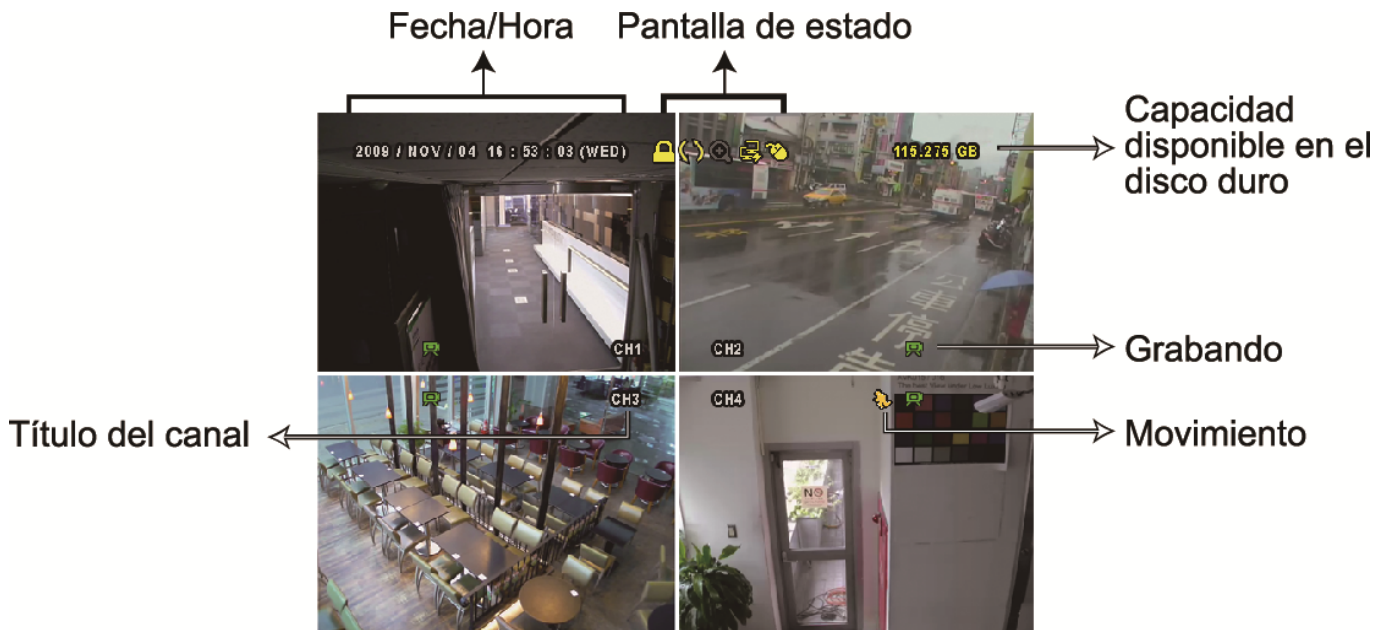 Fecha/Hora
Pantalla de estado
2009 / NOV / 04 16 : 53 : 03 (WED)
115.275 GB
Capacidad
disponible en el
disco duro
CH1
CH2
Grabando
CH3
CH4
Título del canal
Movimiento